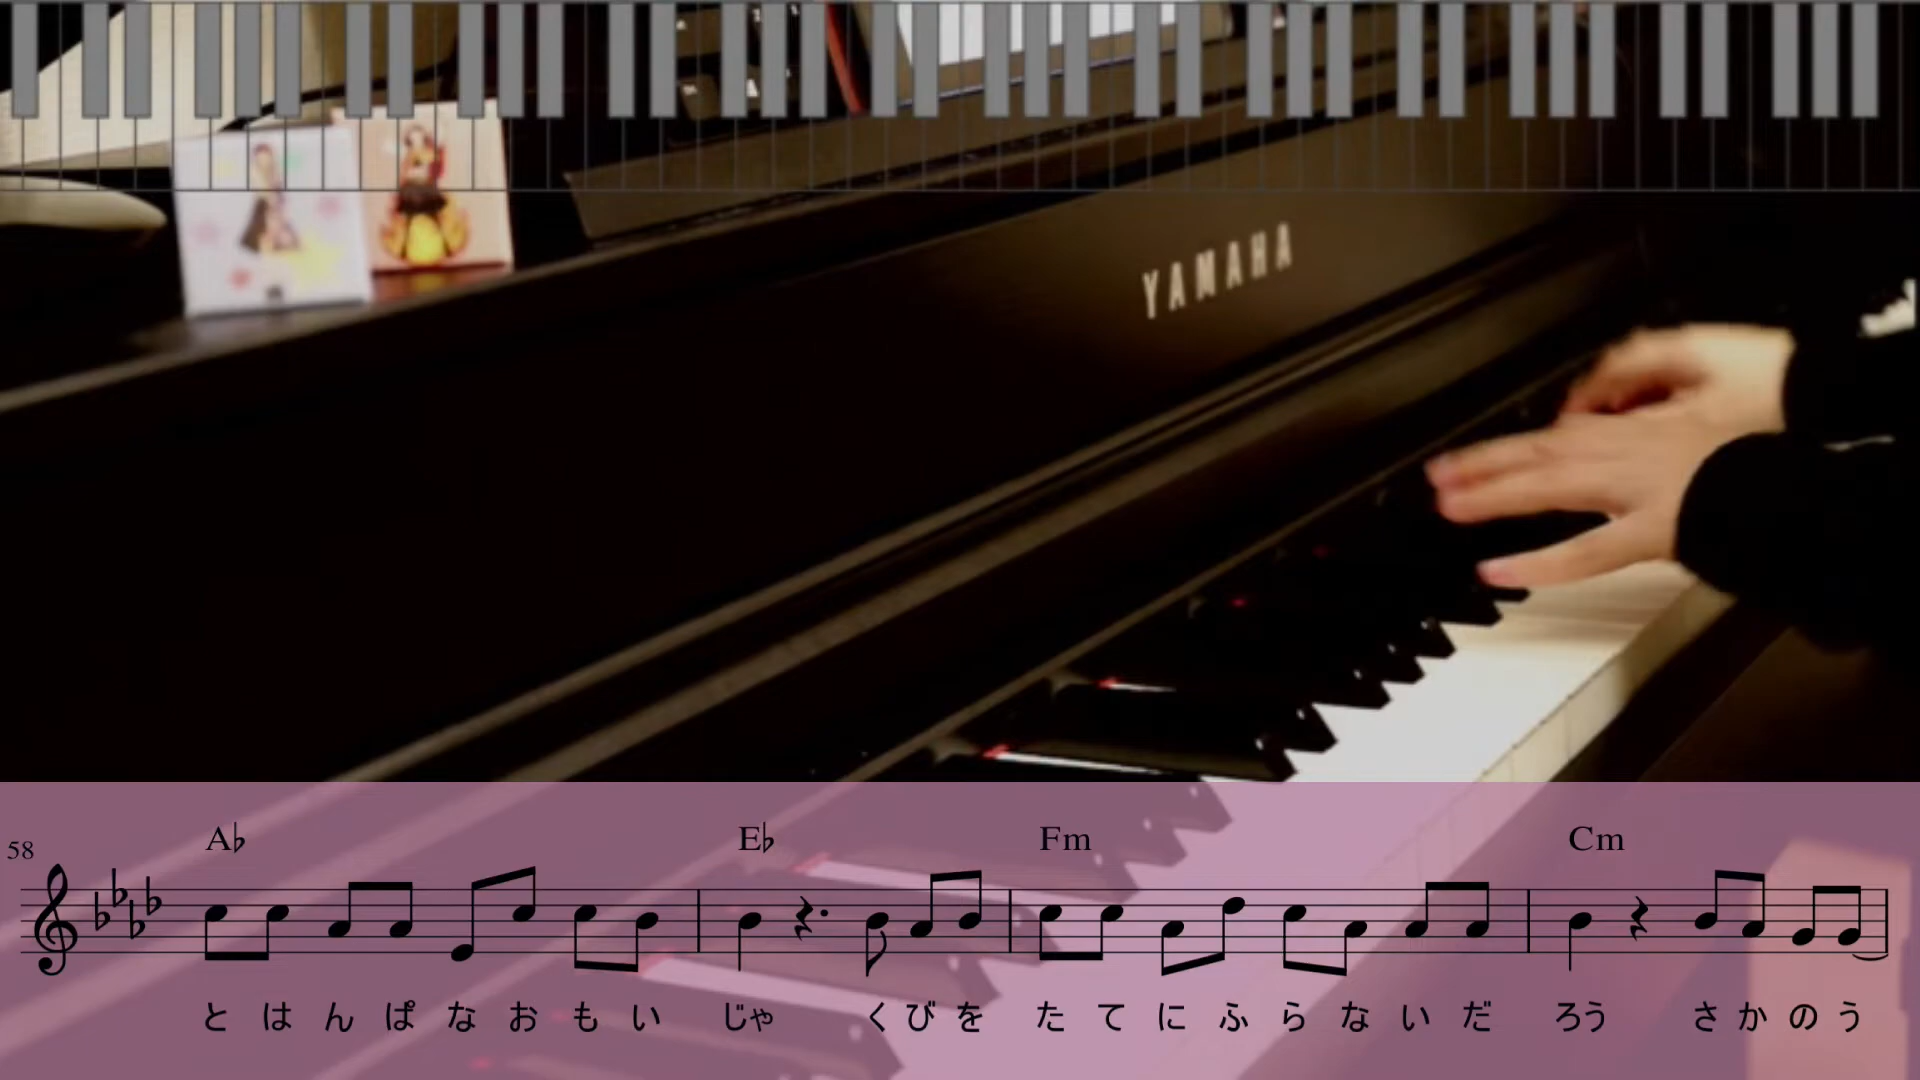 YAMAHA
58 A♭ E♭ Fm Cm
と は ん ぱ な お も い じゃ く び を た て に ふ ら な い だ ろう さ か の う